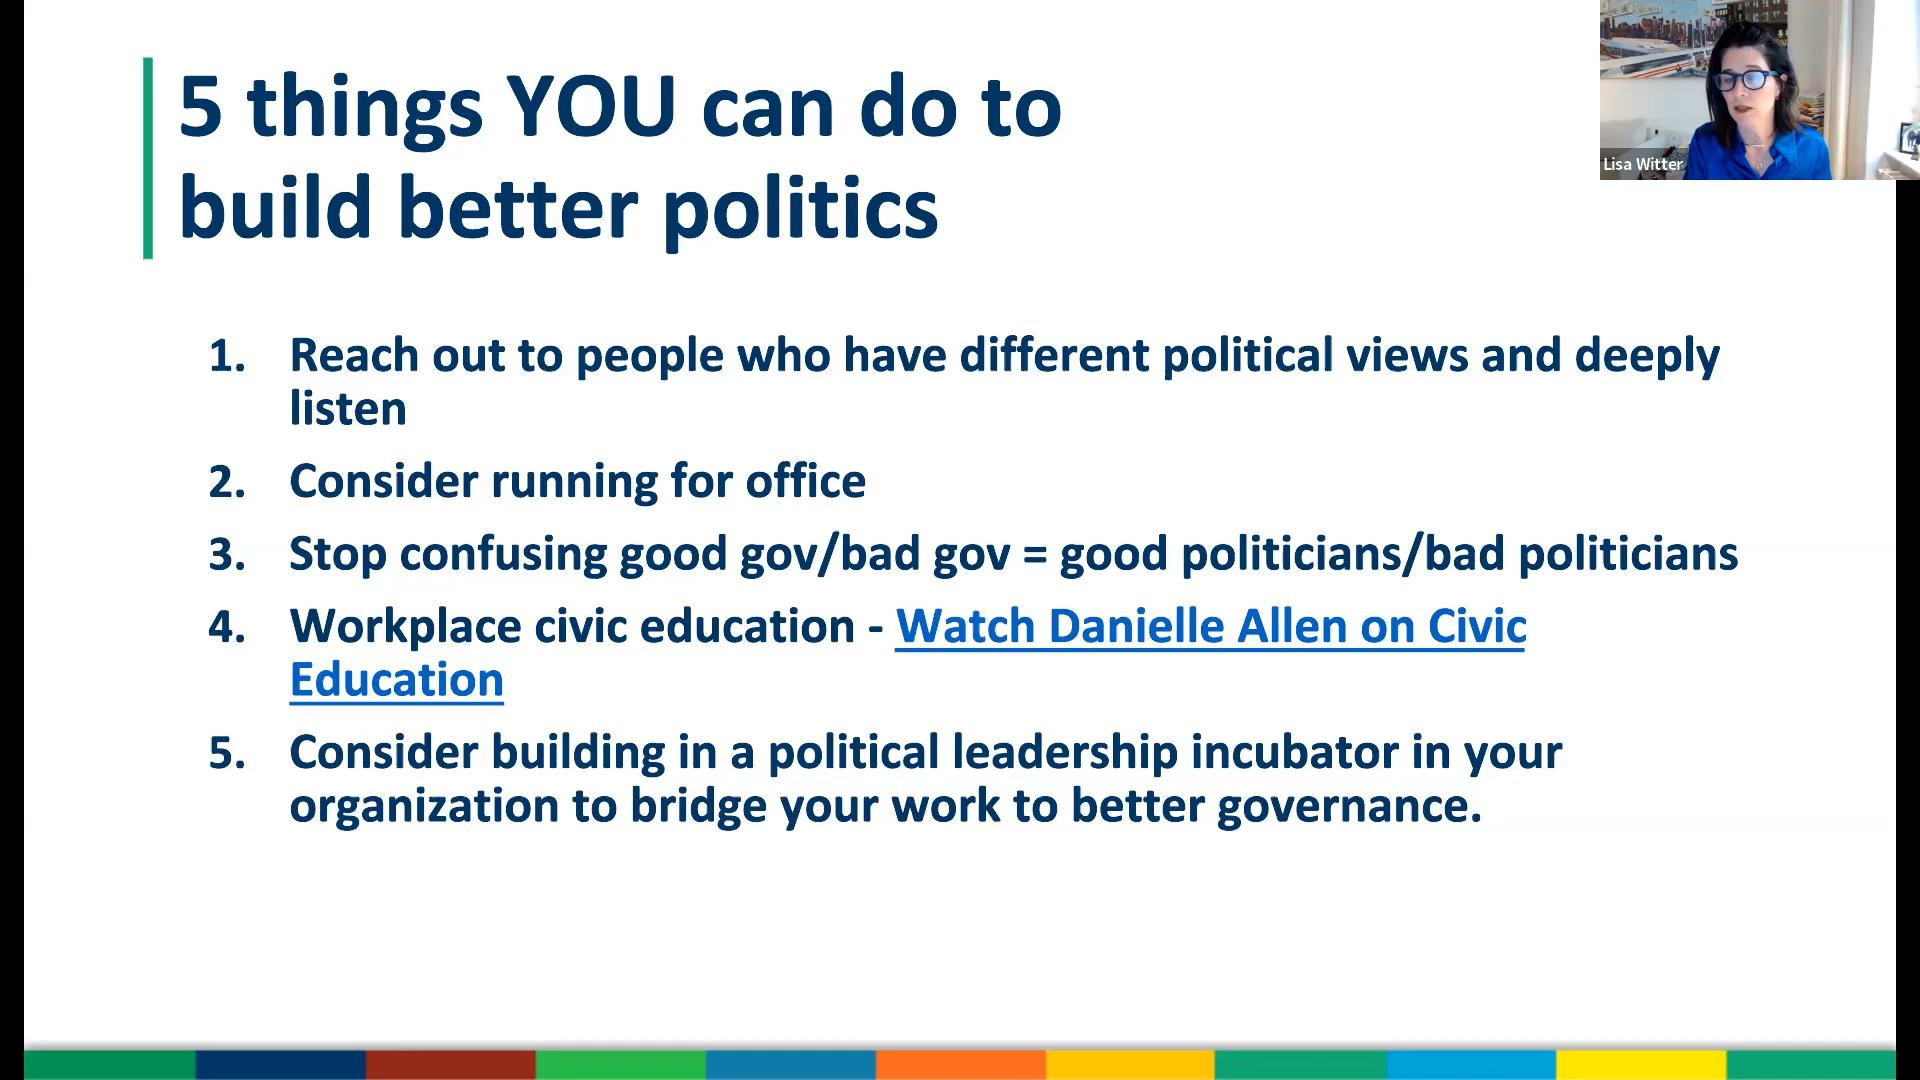 5 things YOU can do to
build better politics
Lisa Witter
1. Reach out to people who have different political views and deeply
listen
2. Consider running for office
3. Stop confusing good gov/bad gov = good politicians/bad politicians
4. Workplace civic education - Watch Danielle Allen on Civic
Education
5. Consider building in a political leadership incubator in your
organization to bridge your work to better governance.